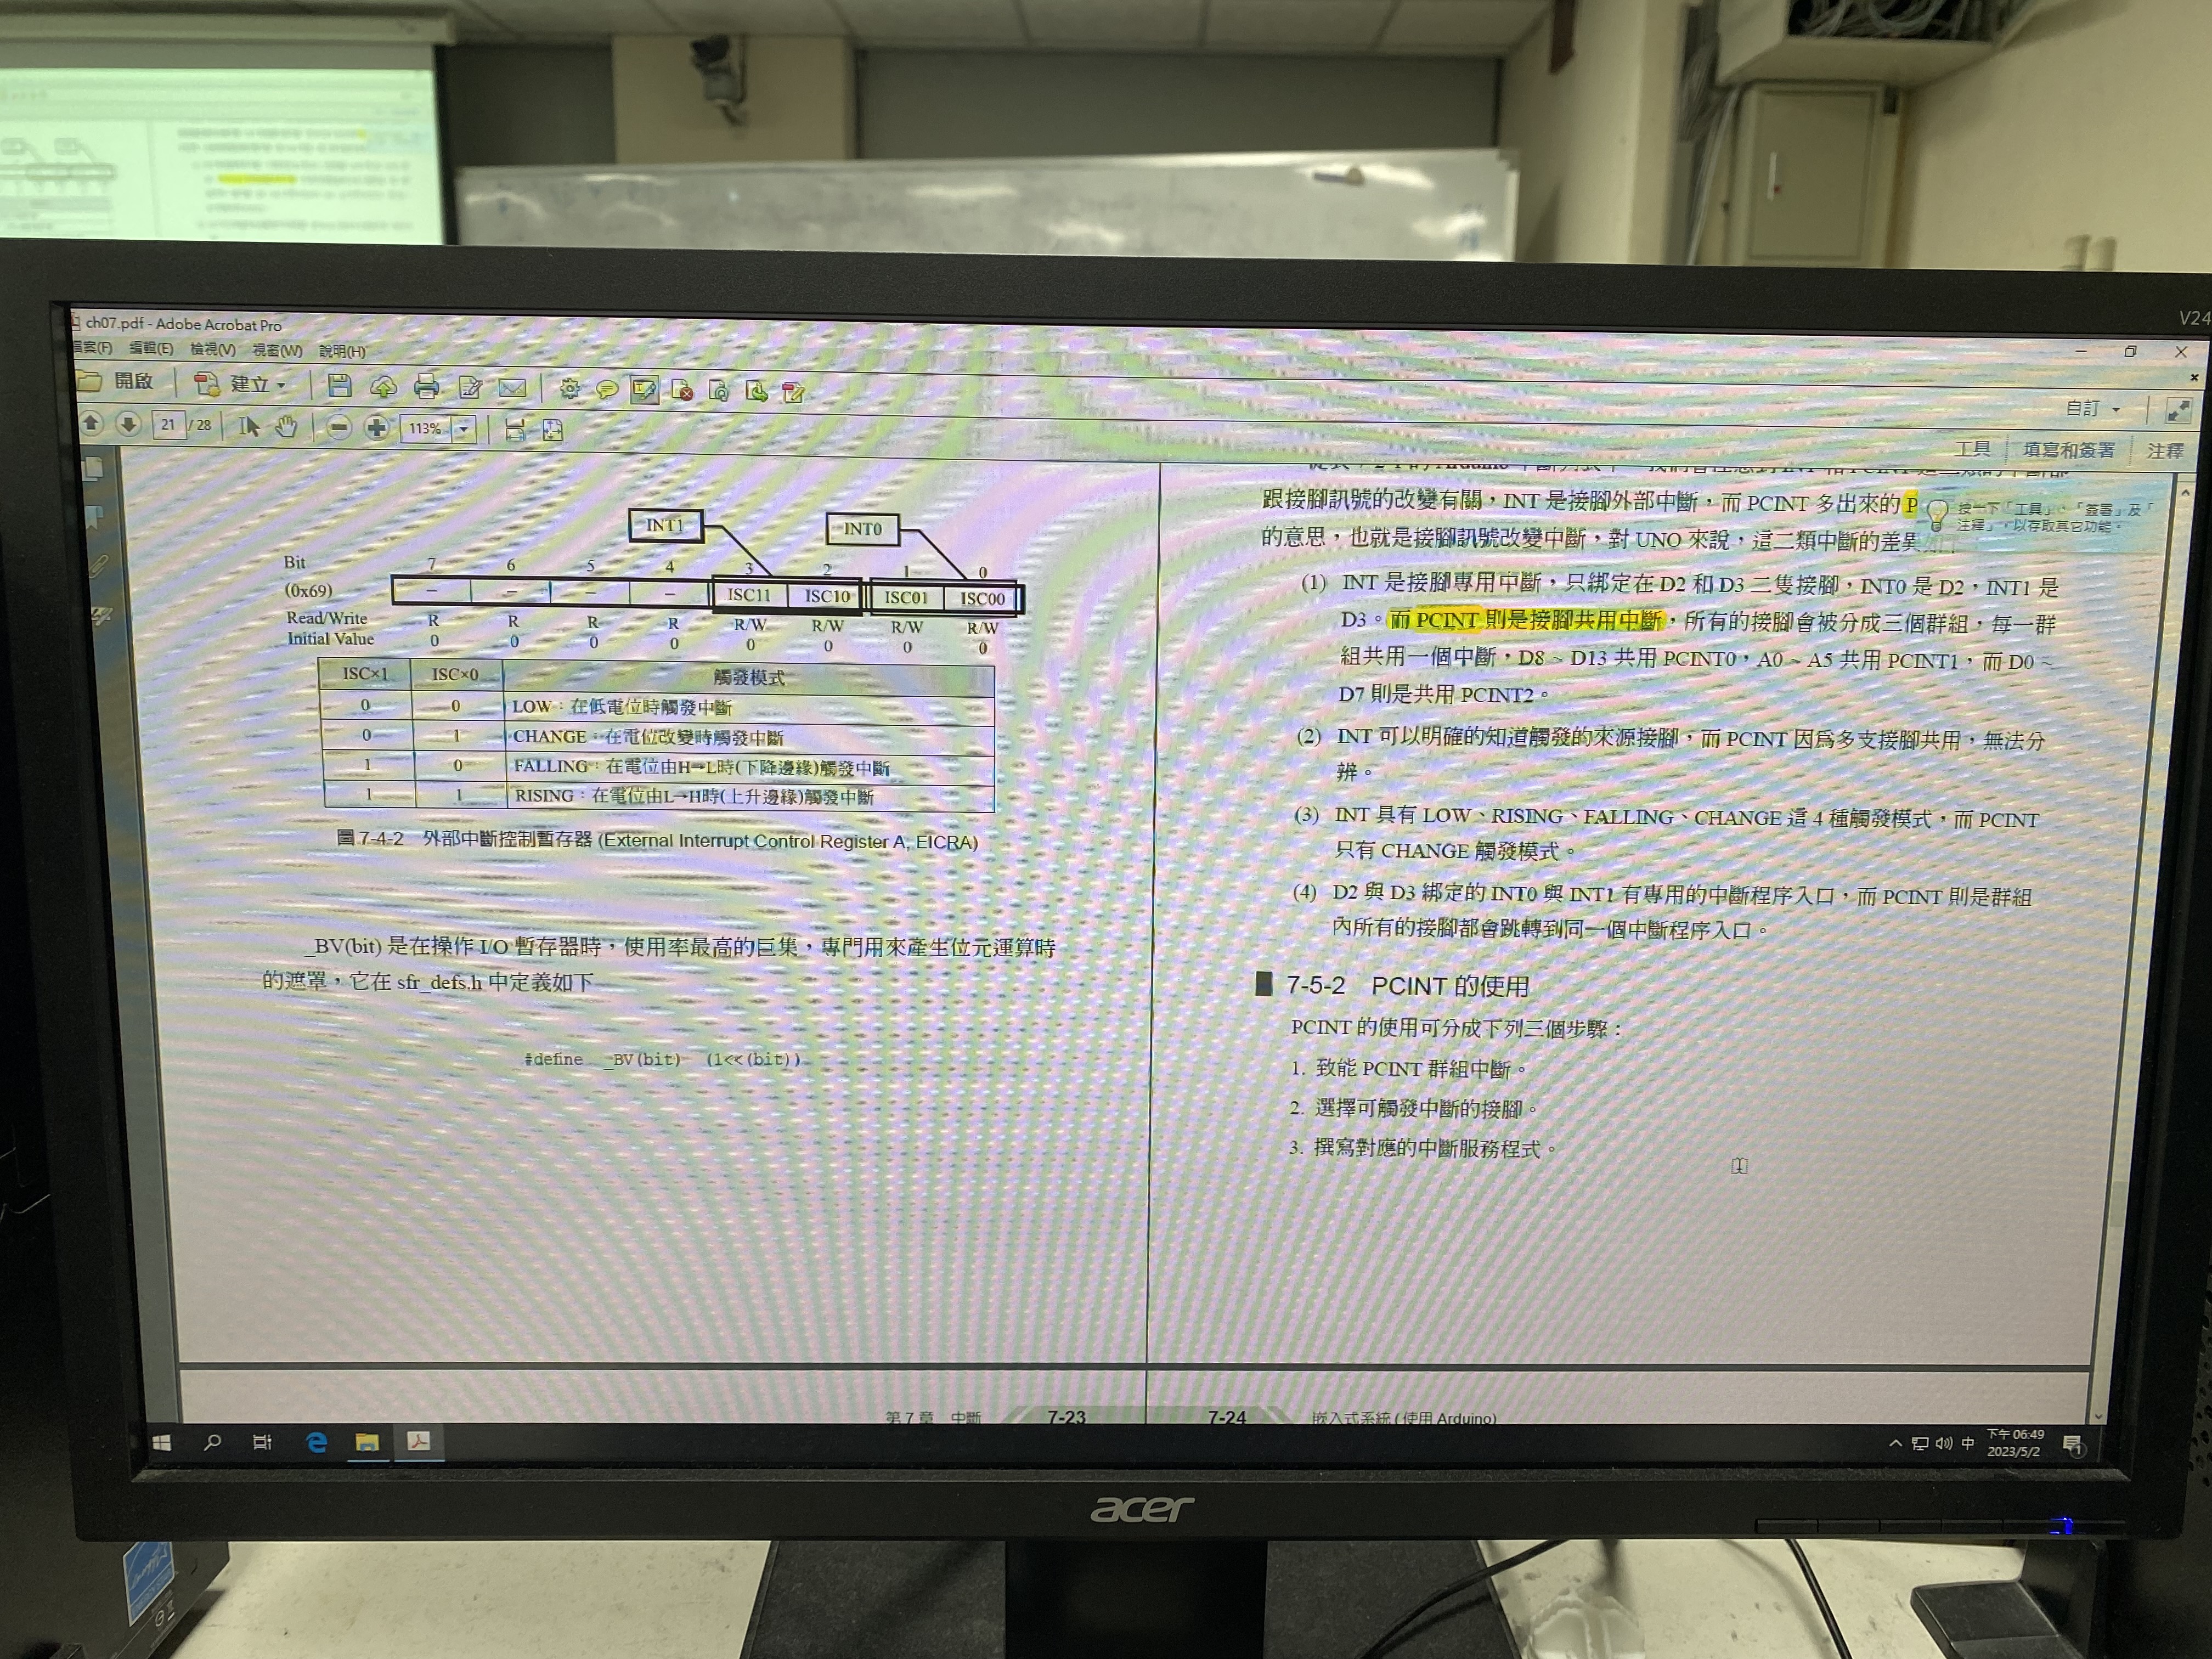 V24
ch07.pdf - Adobe Acrobat Pro
檔案(F) 編輯(E) 檢視(V) 視窗(W) 說明(H)
開啟 建立
自訂
21 / 28 113%
工具 填寫和簽署 注釋
INT1 INT0
Bit 7 6 5 4 3 2 1 0
(0x69) – – – – ISC11 ISC10 ISC01 ISC00
Read/Write R R R R R/W R/W R/W R/W
Initial Value 0 0 0 0 0 0 0 0
ISC×1 ISC×0 觸發模式
0 0 LOW：在低電位時觸發中斷
0 1 CHANGE：在電位改變時觸發中斷
1 0 FALLING：在電位由H→L時(下降邊緣)觸發中斷
1 1 RISING：在電位由L→H時(上升邊緣)觸發中斷
圖 7-4-2 外部中斷控制暫存器 (External Interrupt Control Register A, EICRA)
_BV(bit) 是在操作 I/O 暫存器時，使用率最高的巨集，專門用來產生位元運算時
的遮罩，它在 sfr_defs.h 中定義如下
#define _BV(bit) (1<<(bit))
第 7 章 中斷 7-23
跟接腳訊號的改變有關，INT 是接腳外部中斷，而 PCINT 多出來的 P
的意思，也就是接腳訊號改變中斷，對 UNO 來說，這二類中斷的差異如下
按一下「工具」、「簽署」及「
注釋」，以存取其它功能。
(1) INT 是接腳專用中斷，只綁定在 D2 和 D3 二隻接腳，INT0 是 D2，INT1 是
D3。而 PCINT 則是接腳共用中斷，所有的接腳會被分成三個群組，每一群
組共用一個中斷，D8 ~ D13 共用 PCINT0，A0 ~ A5 共用 PCINT1，而 D0 ~
D7 則是共用 PCINT2。
(2) INT 可以明確的知道觸發的來源接腳，而 PCINT 因為多支接腳共用，無法分
辨。
(3) INT 具有 LOW、RISING、FALLING、CHANGE 這 4 種觸發模式，而 PCINT
只有 CHANGE 觸發模式。
(4) D2 與 D3 綁定的 INT0 與 INT1 有專用的中斷程序入口，而 PCINT 則是群組
內所有的接腳都會跳轉到同一個中斷程序入口。
7-5-2 PCINT 的使用
PCINT 的使用可分成下列三個步驟：
1. 致能 PCINT 群組中斷。
2. 選擇可觸發中斷的接腳。
3. 撰寫對應的中斷服務程式。
7-24 嵌入式系統 ( 使用 Arduino)
中 下午 06:49
2023/5/2
1
acer